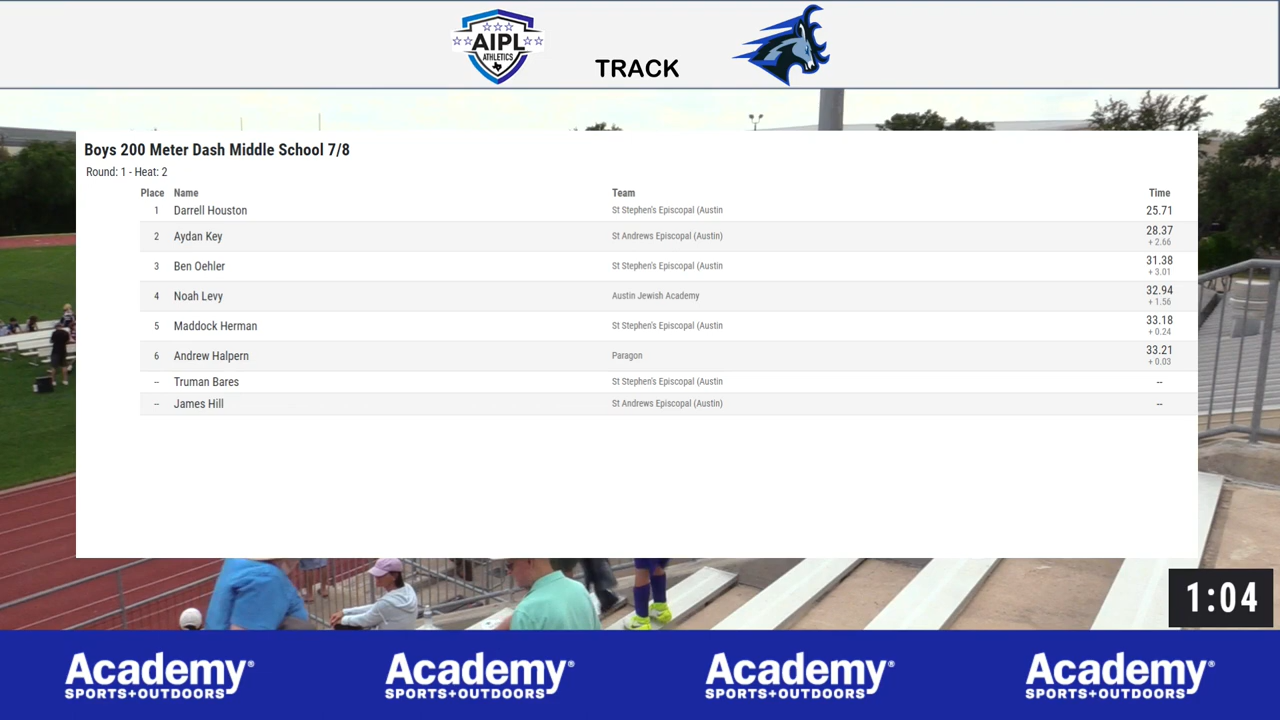 AIPL
ATHLETICS
TRACK
Boys 200 Meter Dash Middle School 7/8
Round: 1 - Heat: 2
Place Name Team Time
1 Darrell Houston St Stephen's Episcopal (Austin 25.71
2 Aydan Key St Andrews Episcopal (Austin) 28.37
+ 2.66
3 Ben Oehler St Stephen's Episcopal (Austin 31.38
+ 3.01
4 Noah Levy Austin Jewish Academy 32.94
+ 1.56
5 Maddock Herman St Stephen's Episcopal (Austin 33.18
+ 0.24
6 Andrew Halpern Paragon 33.21
+ 0.03
-- Truman Bares St Stephen's Episcopal (Austin --
-- James Hill St Andrews Episcopal (Austin) --
1:04
Academy® Academy® Academy® Academy®
SPORTS+OUTDOORS SPORTS+OUTDOORS SPORTS+OUTDOORS SPORTS+OUTDOORS